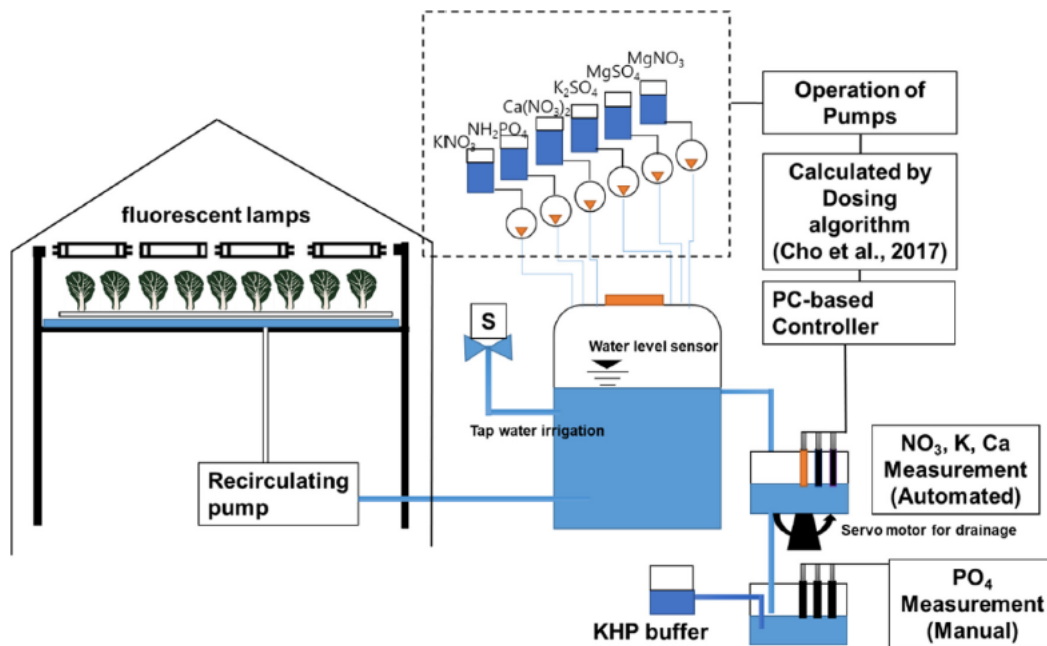 MgNO₃
MgSO₄
K₂SO₄
Ca(NO₃)₂
NH₂PO₄
KNO₃
Operation of
Pumps
Calculated by
Dosing
algorithm
(Cho et al., 2017)
PC-based
Controller
fluorescent lamps
S
Water level sensor
Tap water irrigation
Recirculating
pump
NO₃, K, Ca
Measurement
(Automated)
Servo motor for drainage
KHP buffer
PO₄
Measurement
(Manual)